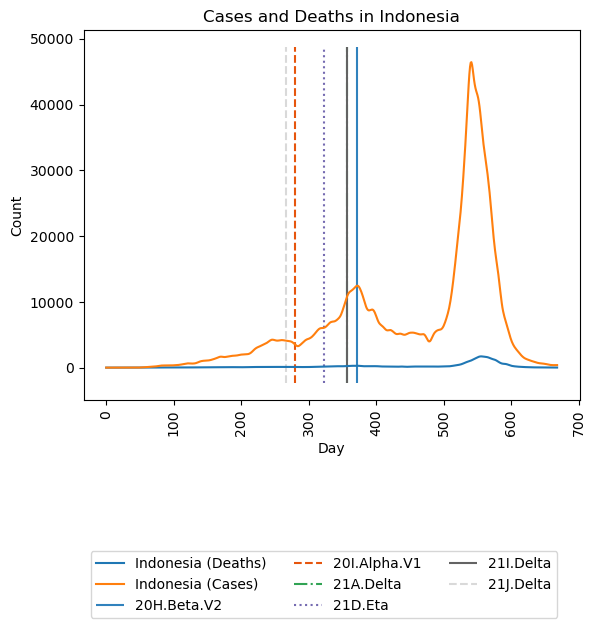 Cases and Deaths in Indonesia
50000
40000
30000
20000
10000
0
Count
0 100 200 300 400 500 600 700
Day
Indonesia (Deaths) 20I.Alpha.V1 21I.Delta
Indonesia (Cases) 21A.Delta 21J.Delta
20H.Beta.V2 21D.Eta